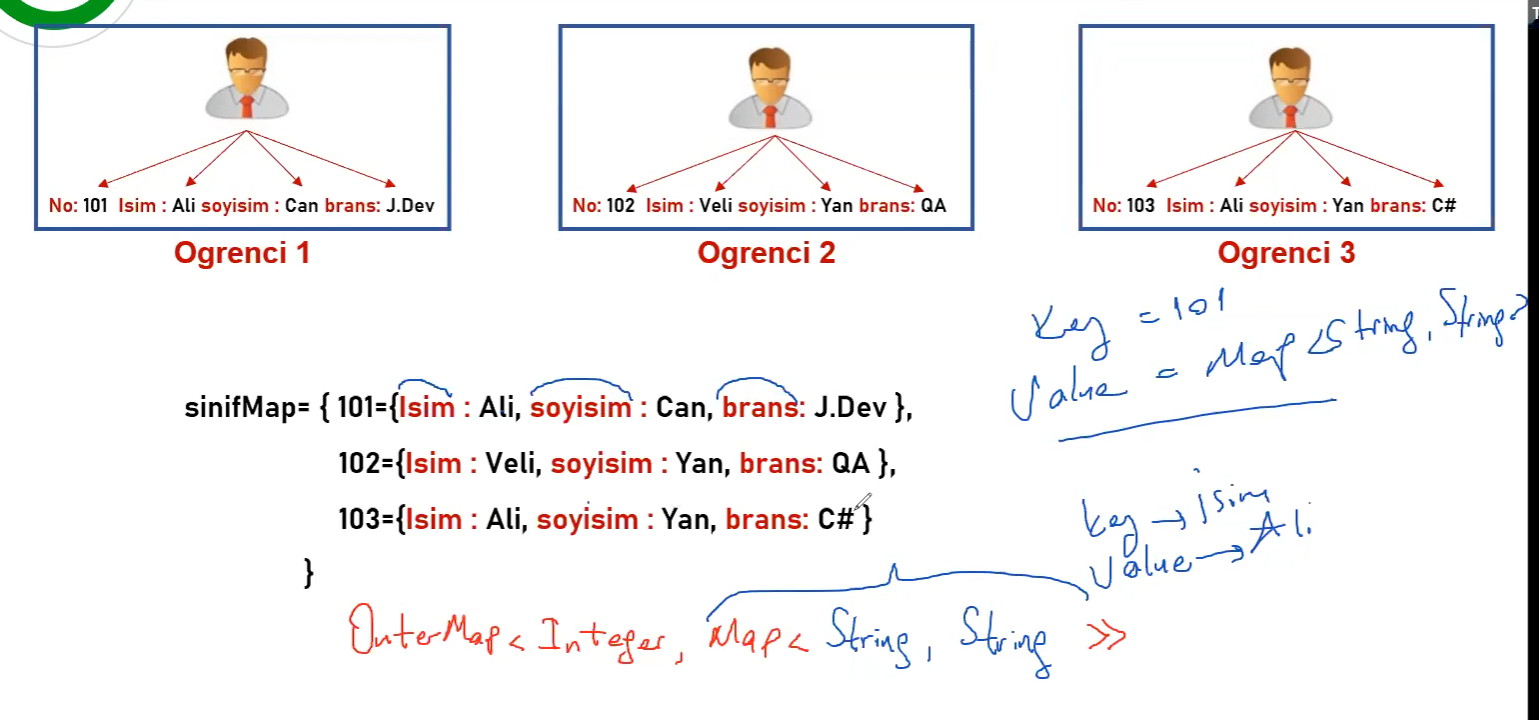 No: 101 Isim : Ali soyisim : Can brans: J.Dev
Ogrenci 1
No: 102 Isim : Veli soyisim : Yan brans: QA
Ogrenci 2
No: 103 Isim : Ali soyisim : Yan brans: C#
Ogrenci 3
Key = 101
Value = Map <String, String>
sinifMap= { 101={Isim : Ali, soyisim : Can, brans: J.Dev },
102={Isim : Veli, soyisim : Yan, brans: QA },
103={Isim : Ali, soyisim : Yan, brans: C# }
}
key → isim
Value → Ali
OuterMap < Integer, Map < String, String >>